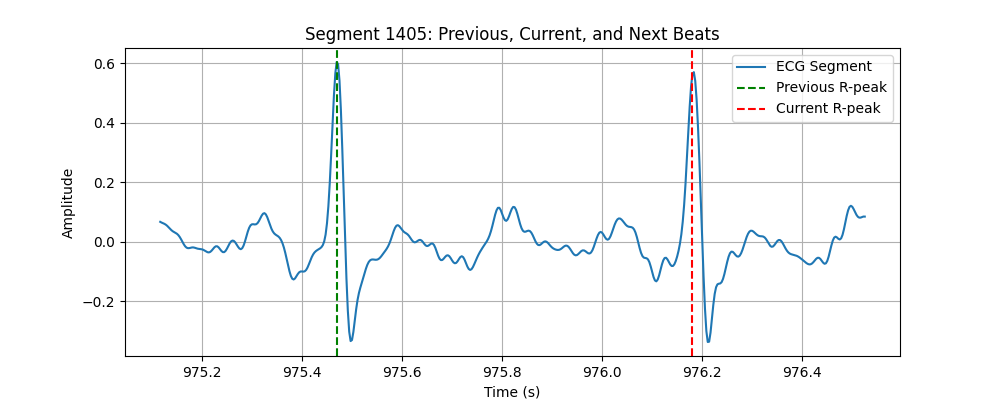 Segment 1405: Previous, Current, and Next Beats
ECG Segment
Previous R-peak
Current R-peak
0.6
0.4
0.2
0.0
−0.2
Amplitude
975.2
975.4
975.6
975.8
976.0
976.2
976.4
Time (s)